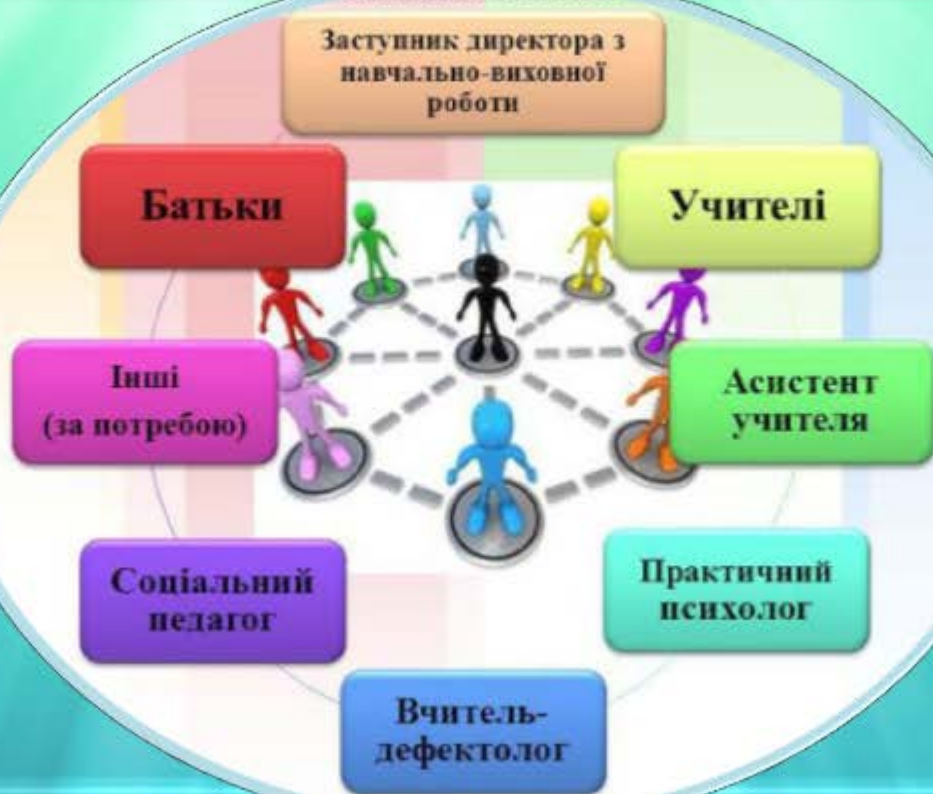 Заступник директора з
навчально-виховної
роботи
Батьки
Учителі
Інші
(за потребою)
Асистент
учителя
Соціальний
педагог
Практичний
психолог
Вчитель-
дефектолог